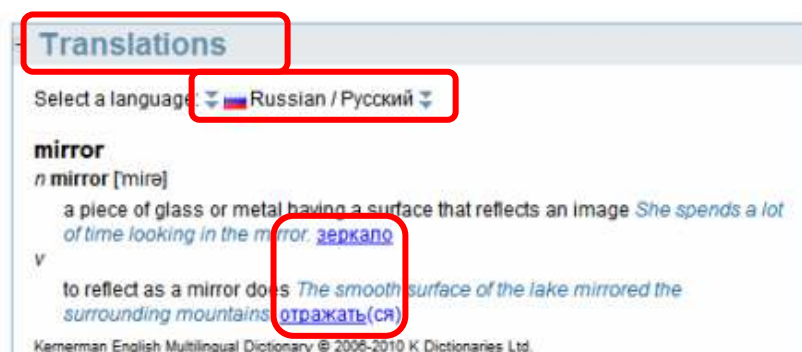 Translations
Select a language: Russian / Русский
mirror
n mirror ['mirə]
a piece of glass or metal having a surface that reflects an image She spends a lot
of time looking in the mirror. зеркало
v
to reflect as a mirror does The smooth surface of the lake mirrored the
surrounding mountains. отражать(ся)
Kernerman English Multilingual Dictionary © 2006-2010 K Dictionaries Ltd.